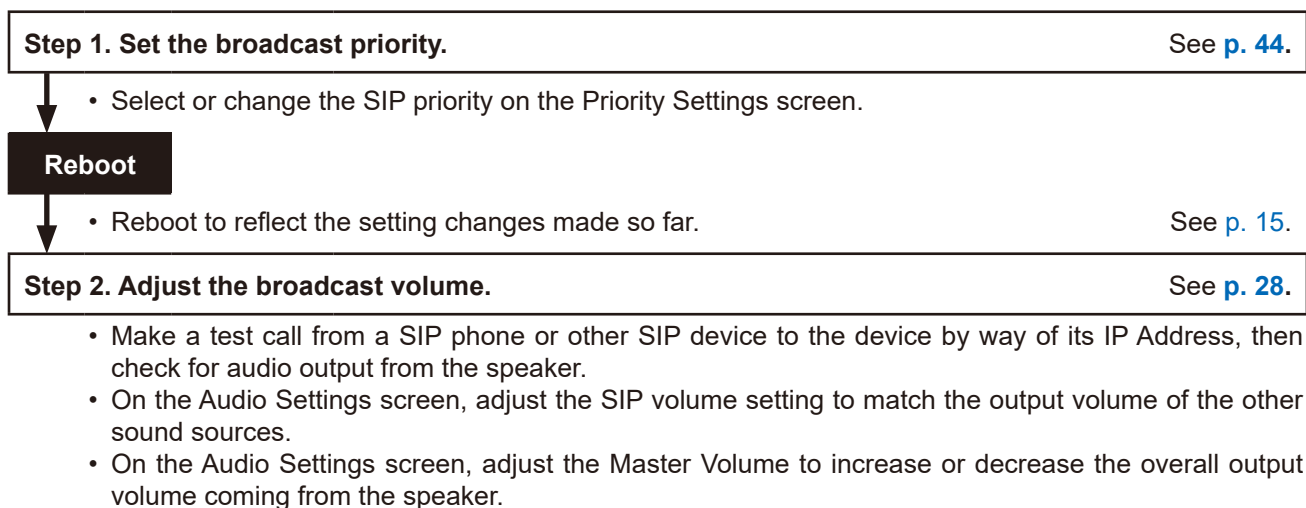 Step 1. Set the broadcast priority. See p. 44.
• Select or change the SIP priority on the Priority Settings screen.
Reboot
• Reboot to reflect the setting changes made so far. See p. 15.
Step 2. Adjust the broadcast volume. See p. 28.
• Make a test call from a SIP phone or other SIP device to the device by way of its IP Address, then
check for audio output from the speaker.
• On the Audio Settings screen, adjust the SIP volume setting to match the output volume of the other
sound sources.
• On the Audio Settings screen, adjust the Master Volume to increase or decrease the overall output
volume coming from the speaker.